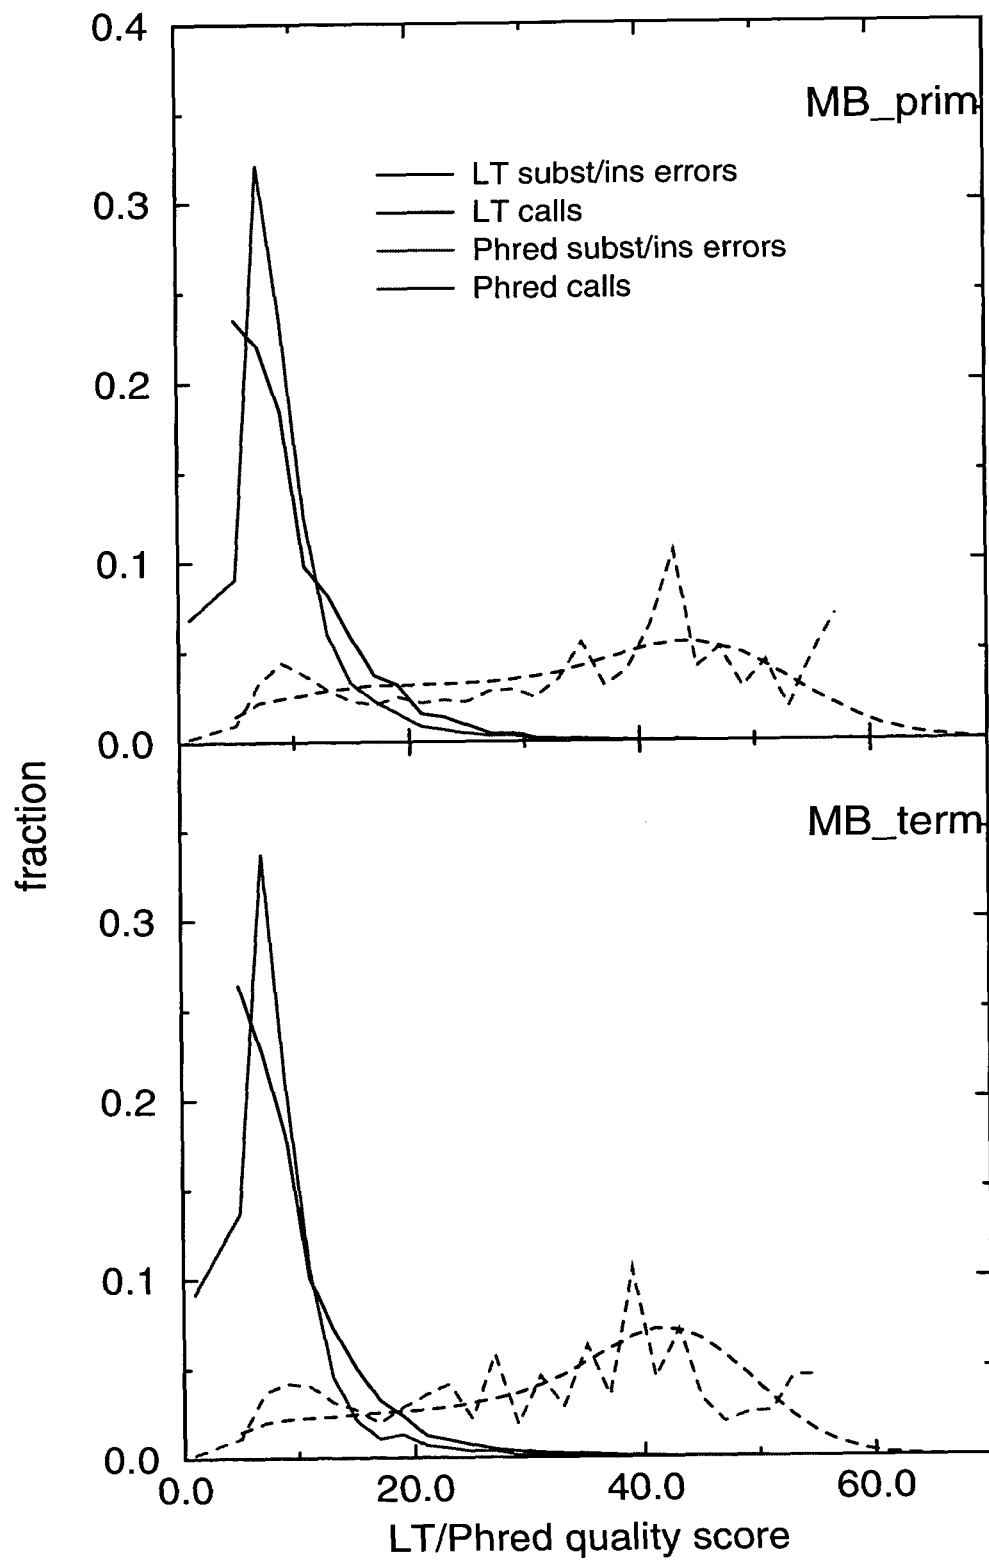 0.4
MB_prim
LT subst/ins errors
LT calls
Phred subst/ins errors
Phred calls
0.3
0.2
0.1
0.0
fraction
MB_term
0.3
0.2
0.1
0.0
0.0 20.0 40.0 60.0
LT/Phred quality score